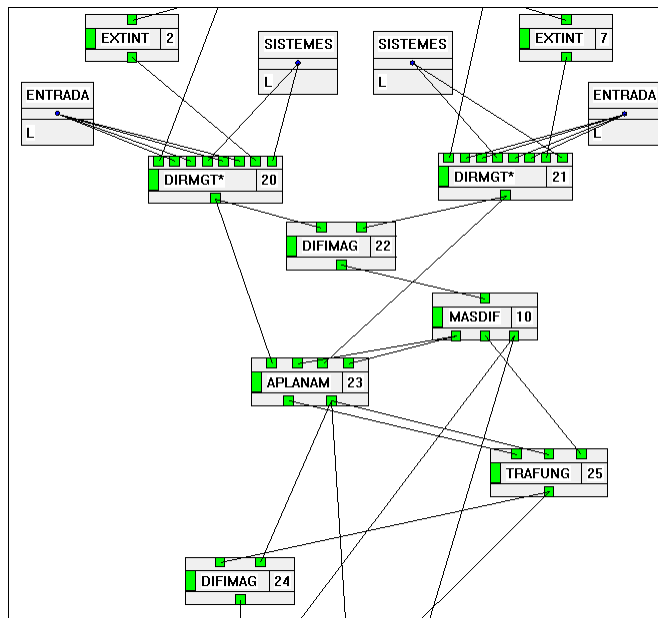 EXTINT 2
EXTINT 7
SISTEMES
L
SISTEMES
L
ENTRADA
L
ENTRADA
L
DIRMGT* 20
DIRMGT* 21
DIFIMAG 22
MASDIF 10
APLANAM 23
TRAFUNG 25
DIFIMAG 24